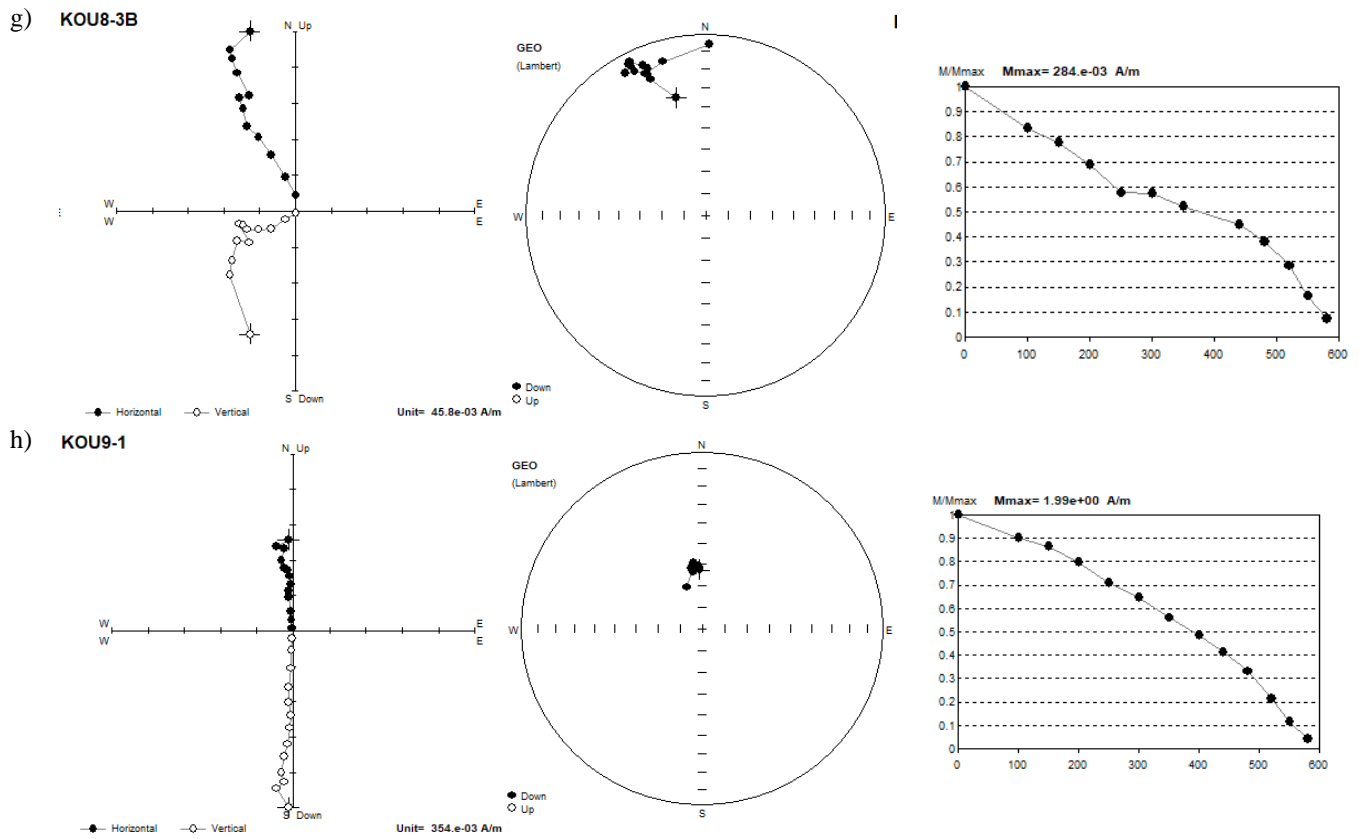 g) KOU8-3B
N Up
W E
W E
S Down
Horizontal Vertical Unit= 45.8e-03 A/m
GEO
(Lambert)
N
W E
S
Down
Up
M/Mmax Mmax= 284.e-03 A/m
1
0.9
0.8
0.7
0.6
0.5
0.4
0.3
0.2
0.1
0
0 100 200 300 400 500 600
h) KOU9-1
N Up
W E
W E
S Down
Horizontal Vertical Unit= 354.e-03 A/m
GEO
(Lambert)
N
W E
S
Down
Up
M/Mmax Mmax= 1.99e+00 A/m
1
0.9
0.8
0.7
0.6
0.5
0.4
0.3
0.2
0.1
0
0 100 200 300 400 500 600